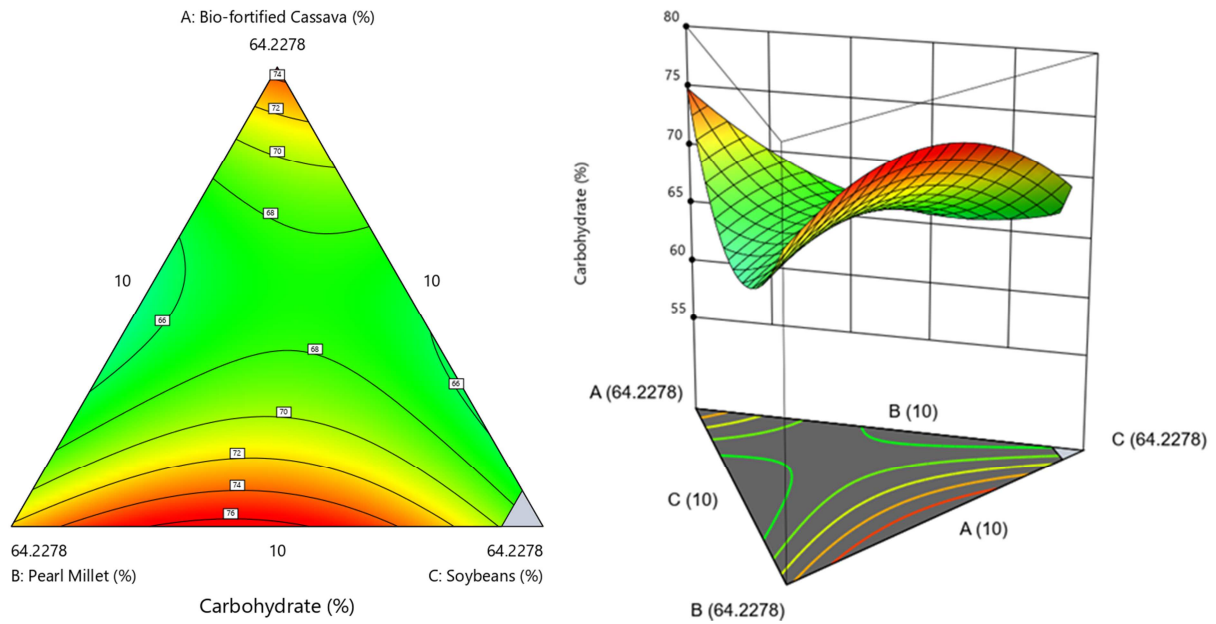 A: Bio-fortified Cassava (%)
64.2278
74
72
70
68
10
10
66
68
66
70
72
74
76
64.2278
10
64.2278
B: Pearl Millet (%)
C: Soybeans (%)
Carbohydrate (%)
80
75
70
65
60
55
Carbohydrate (%)
A (64.2278)
B (10)
C (64.2278)
C (10)
A (10)
B (64.2278)